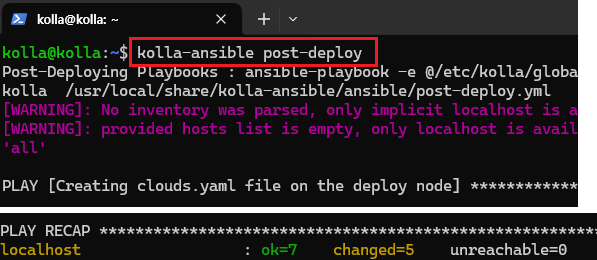 kolla@kolla: ~
kolla@kolla:~$ kolla-ansible post-deploy
Post-Deploying Playbooks : ansible-playbook -e @/etc/kolla/globa
kolla  /usr/local/share/kolla-ansible/ansible/post-deploy.yml
[WARNING]: No inventory was parsed, only implicit localhost is a
[WARNING]: provided hosts list is empty, only localhost is avail
'all'
PLAY [Creating clouds.yaml file on the deploy node] ************
PLAY RECAP *******************************************************
localhost                  : ok=7    changed=5    unreachable=0